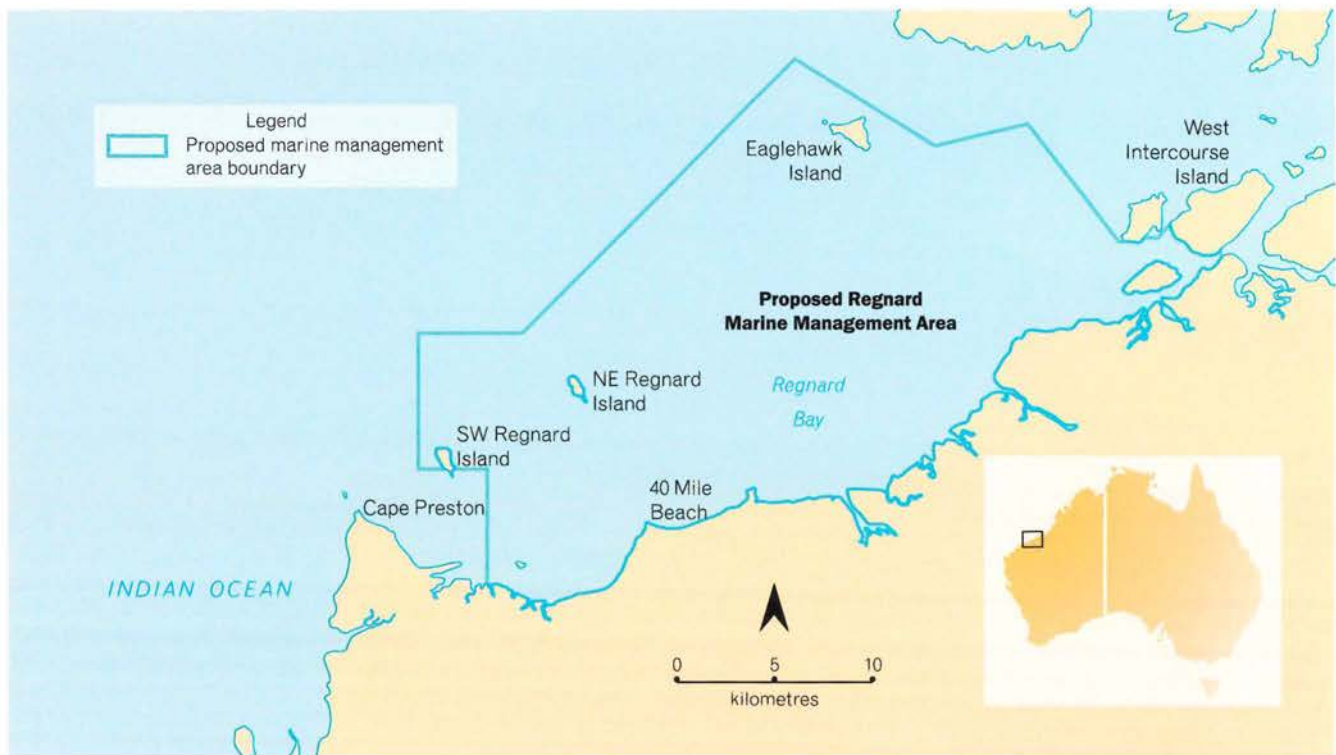 Legend
Proposed marine management
area boundary
Eaglehawk
Island
West
Intercourse
Island
Proposed Regnard
Marine Management Area
Regnard
Bay
NE Regnard
Island
SW Regnard
Island
Cape Preston
40 Mile
Beach
INDIAN OCEAN
0 5 10
kilometres